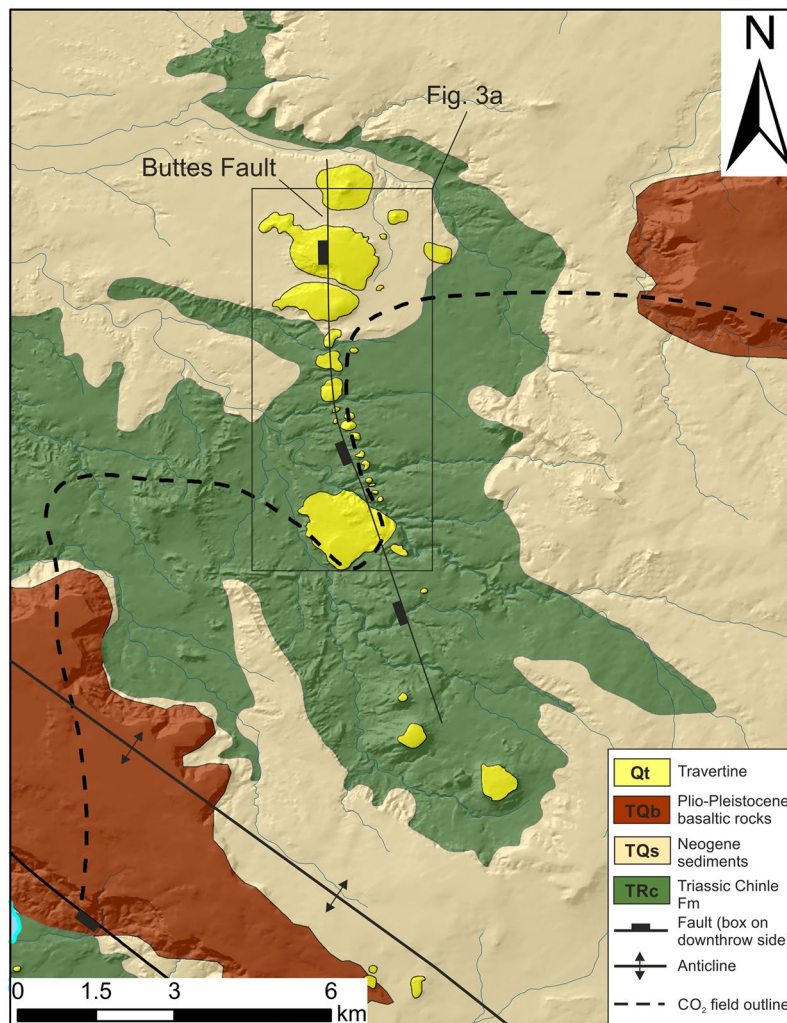 N
Fig. 3a
Buttes Fault
Qt Travertine
TQb Plio-Pleistocene
basaltic rocks
TQs Neogene
sediments
TRc Triassic Chinle
Fm
Fault (box on
downthrow side)
Anticline
CO₂ field outline
0 1.5 3 6
km